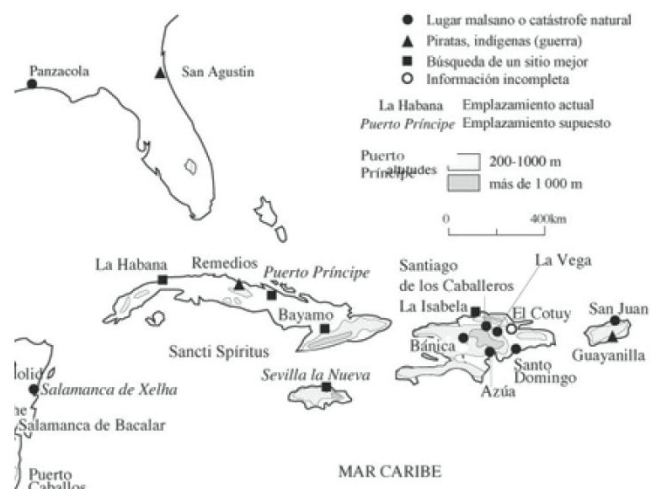 Lugar malsano o catástrofe natural
Piratas, indígenas (guerra)
Búsqueda de un sitio mejor
Información incompleta
La Habana Emplazamiento actual
Puerto Príncipe Emplazamiento supuesto
Puerto
Príncipe
altitudes
200-1000 m
más de 1 000 m
0 400km
Panzacola
San Agustin
La Habana
Remedios
Puerto Príncipe
Bayamo
Sancti Spíritus
Sevilla la Nueva
Santiago
de los Caballeros
La Vega
La Isabela
El Cotuy
Bánica
Santo
Domingo
Azúa
San Juan
Guayanilla
olid
Salamanca de Xelha
he
Salamanca de Bacalar
Puerto
Caballos
MAR CARIBE